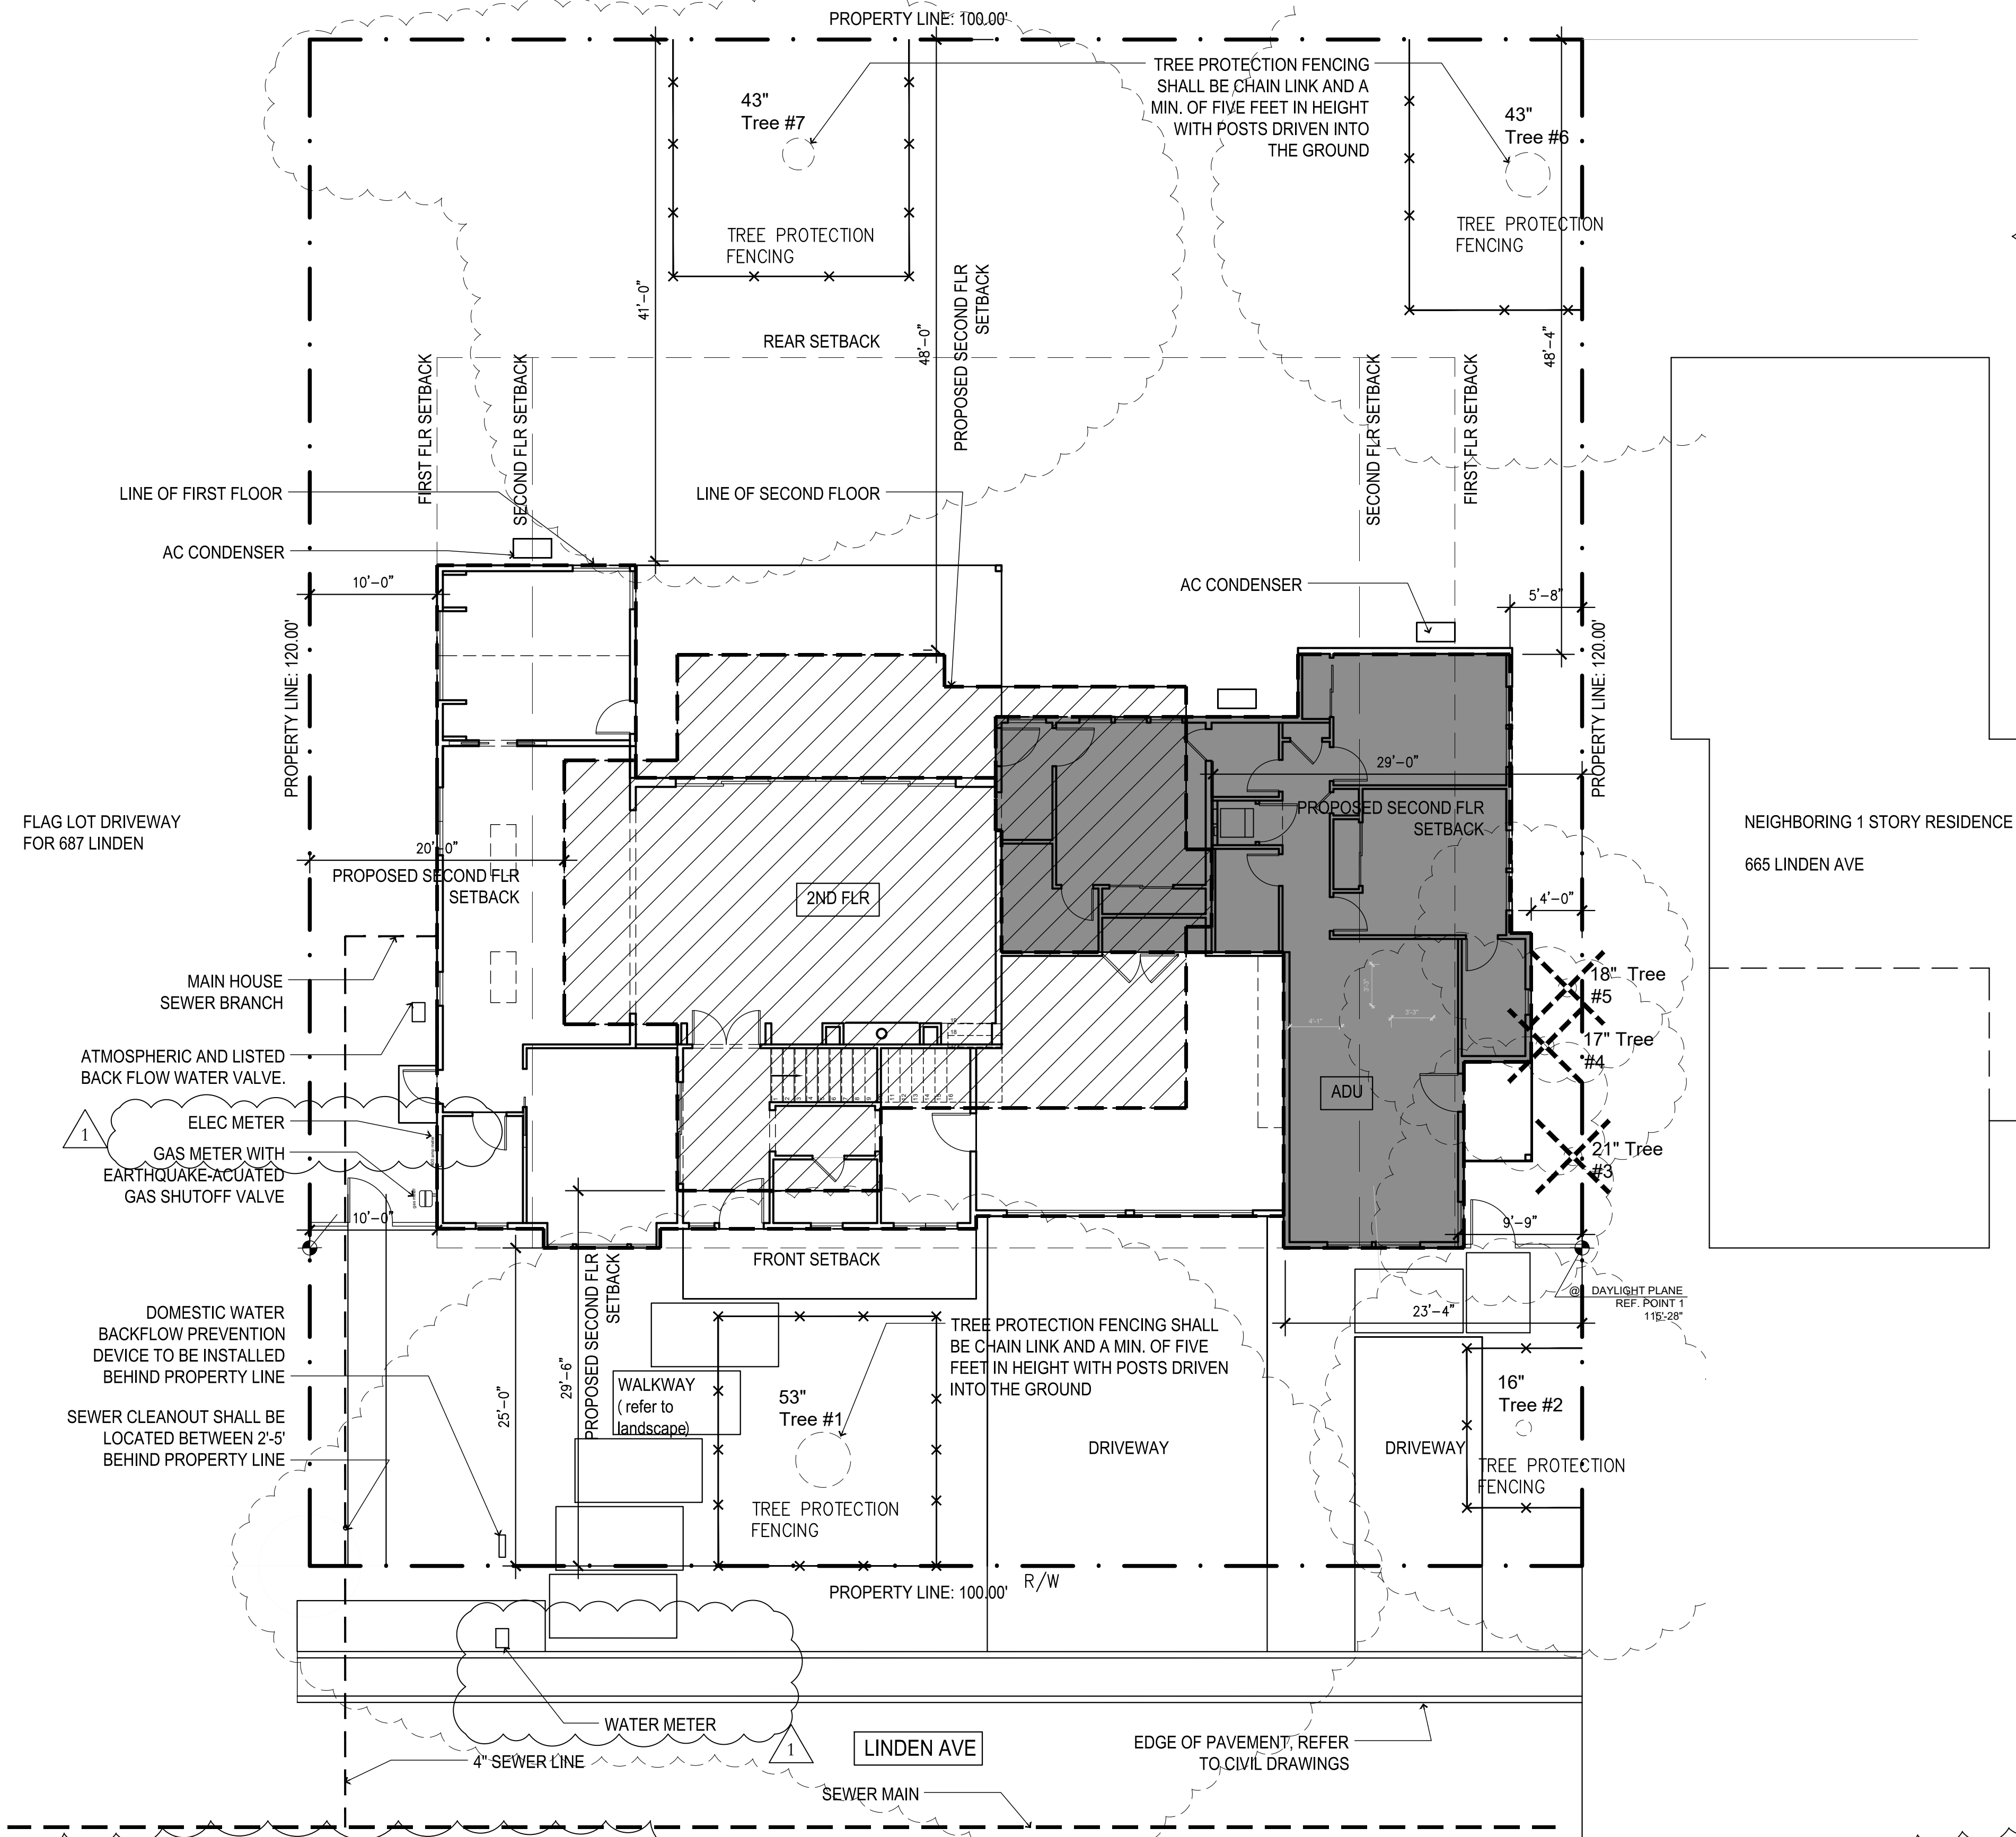 PROPERTY LINE: 100.00'
TREE PROTECTION FENCING
SHALL BE CHAIN LINK AND A
MIN. OF FIVE FEET IN HEIGHT
WITH POSTS DRIVEN INTO
THE GROUND
43"
Tree #7
43"
Tree #6
TREE PROTECTION
FENCING
TREE PROTECTION
FENCING
41'-0"
48'-0"
PROPOSED SECOND FLR
SETBACK
48'-4"
REAR SETBACK
FIRST FLR SETBACK
SECOND FLR SETBACK
SECOND FLR SETBACK
FIRST FLR SETBACK
LINE OF FIRST FLOOR
LINE OF SECOND FLOOR
AC CONDENSER
AC CONDENSER
10'-0"
5'-8"
PROPERTY LINE: 120.00'
PROPERTY LINE: 120.00'
29'-0"
PROPOSED SECOND FLR
SETBACK
FLAG LOT DRIVEWAY
FOR 687 LINDEN
20'-0"
PROPOSED SECOND FLR
SETBACK
2ND FLR
NEIGHBORING 1 STORY RESIDENCE
665 LINDEN AVE
4'-0"
MAIN HOUSE
SEWER BRANCH
18" Tree
#5
17" Tree
#4
ATMOSPHERIC AND LISTED
BACK FLOW WATER VALVE.
4'-1"
ADU
1
ELEC METER
GAS METER WITH
EARTHQUAKE-ACUATED
GAS SHUTOFF VALVE
21" Tree
#3
10'-0"
9'-9"
FRONT SETBACK
PROPOSED SECOND FLR
SETBACK
@ DAYLIGHT PLANE
REF. POINT 1
115'-28"
DOMESTIC WATER
BACKFLOW PREVENTION
DEVICE TO BE INSTALLED
BEHIND PROPERTY LINE
23'-4"
TREE PROTECTION FENCING SHALL
BE CHAIN LINK AND A MIN. OF FIVE
FEET IN HEIGHT WITH POSTS DRIVEN
INTO THE GROUND
25'-0"
29'-6"
WALKWAY
( refer to
landscape)
53"
Tree #1
16"
Tree #2
SEWER CLEANOUT SHALL BE
LOCATED BETWEEN 2'-5'
BEHIND PROPERTY LINE
DRIVEWAY
DRIVEWAY
TREE PROTECTION
FENCING
TREE PROTECTION
FENCING
PROPERTY LINE: 100.00'
R/W
WATER METER
1
LINDEN AVE
EDGE OF PAVEMENT, REFER
TO CIVIL DRAWINGS
4" SEWER LINE
SEWER MAIN